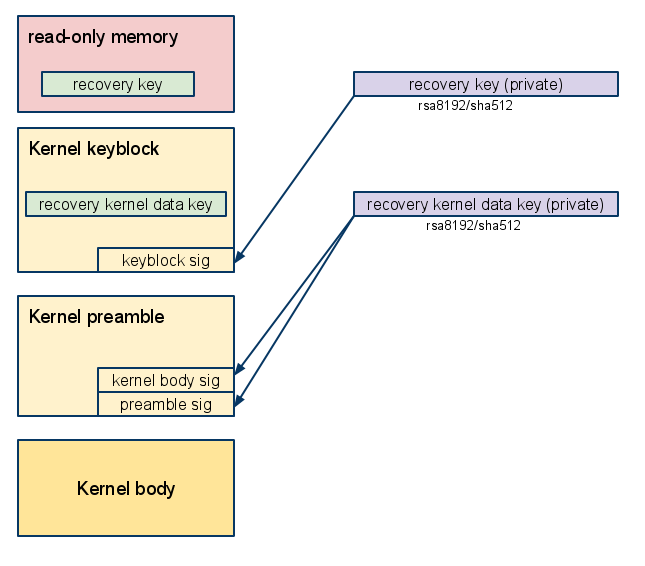 read-only memory
recovery key
recovery key (private)
rsa8192/sha512
Kernel keyblock
recovery kernel data key
recovery kernel data key (private)
rsa8192/sha512
keyblock sig
Kernel preamble
kernel body sig
preamble sig
Kernel body